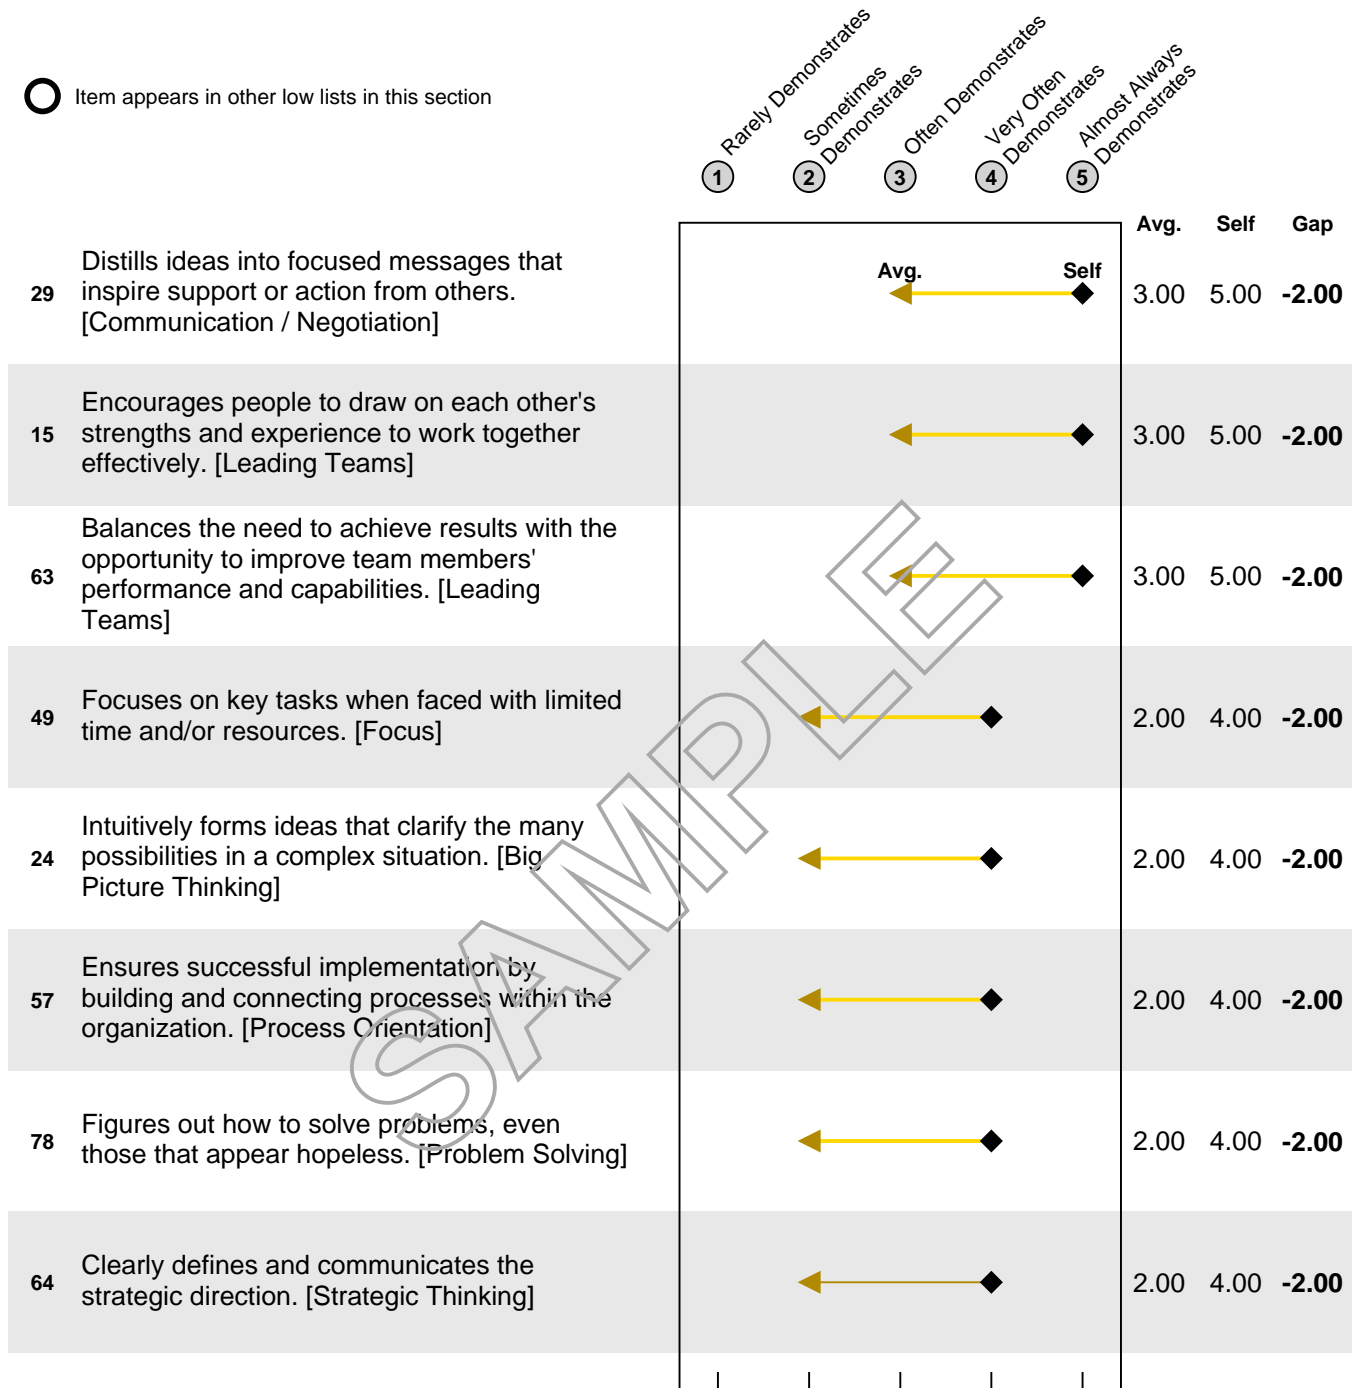 Item appears in other low lists in this section
Rarely Demonstrates
Sometimes
Demonstrates
Often Demonstrates
Very Often
Demonstrates
Almost Always
Demonstrates
1 2 3 4 5
Avg. Self Gap
Avg. Self
29 Distills ideas into focused messages that
inspire support or action from others.
[Communication / Negotiation]
3.00 5.00 -2.00
15 Encourages people to draw on each other's
strengths and experience to work together
effectively. [Leading Teams]
3.00 5.00 -2.00
63 Balances the need to achieve results with the
opportunity to improve team members'
performance and capabilities. [Leading
Teams]
3.00 5.00 -2.00
49 Focuses on key tasks when faced with limited
time and/or resources. [Focus]
2.00 4.00 -2.00
24 Intuitively forms ideas that clarify the many
possibilities in a complex situation. [Big
Picture Thinking]
2.00 4.00 -2.00
57 Ensures successful implementation by
building and connecting processes within the
organization. [Process Orientation]
2.00 4.00 -2.00
78 Figures out how to solve problems, even
those that appear hopeless. [Problem Solving]
2.00 4.00 -2.00
64 Clearly defines and communicates the
strategic direction. [Strategic Thinking]
2.00 4.00 -2.00
SAMPLE